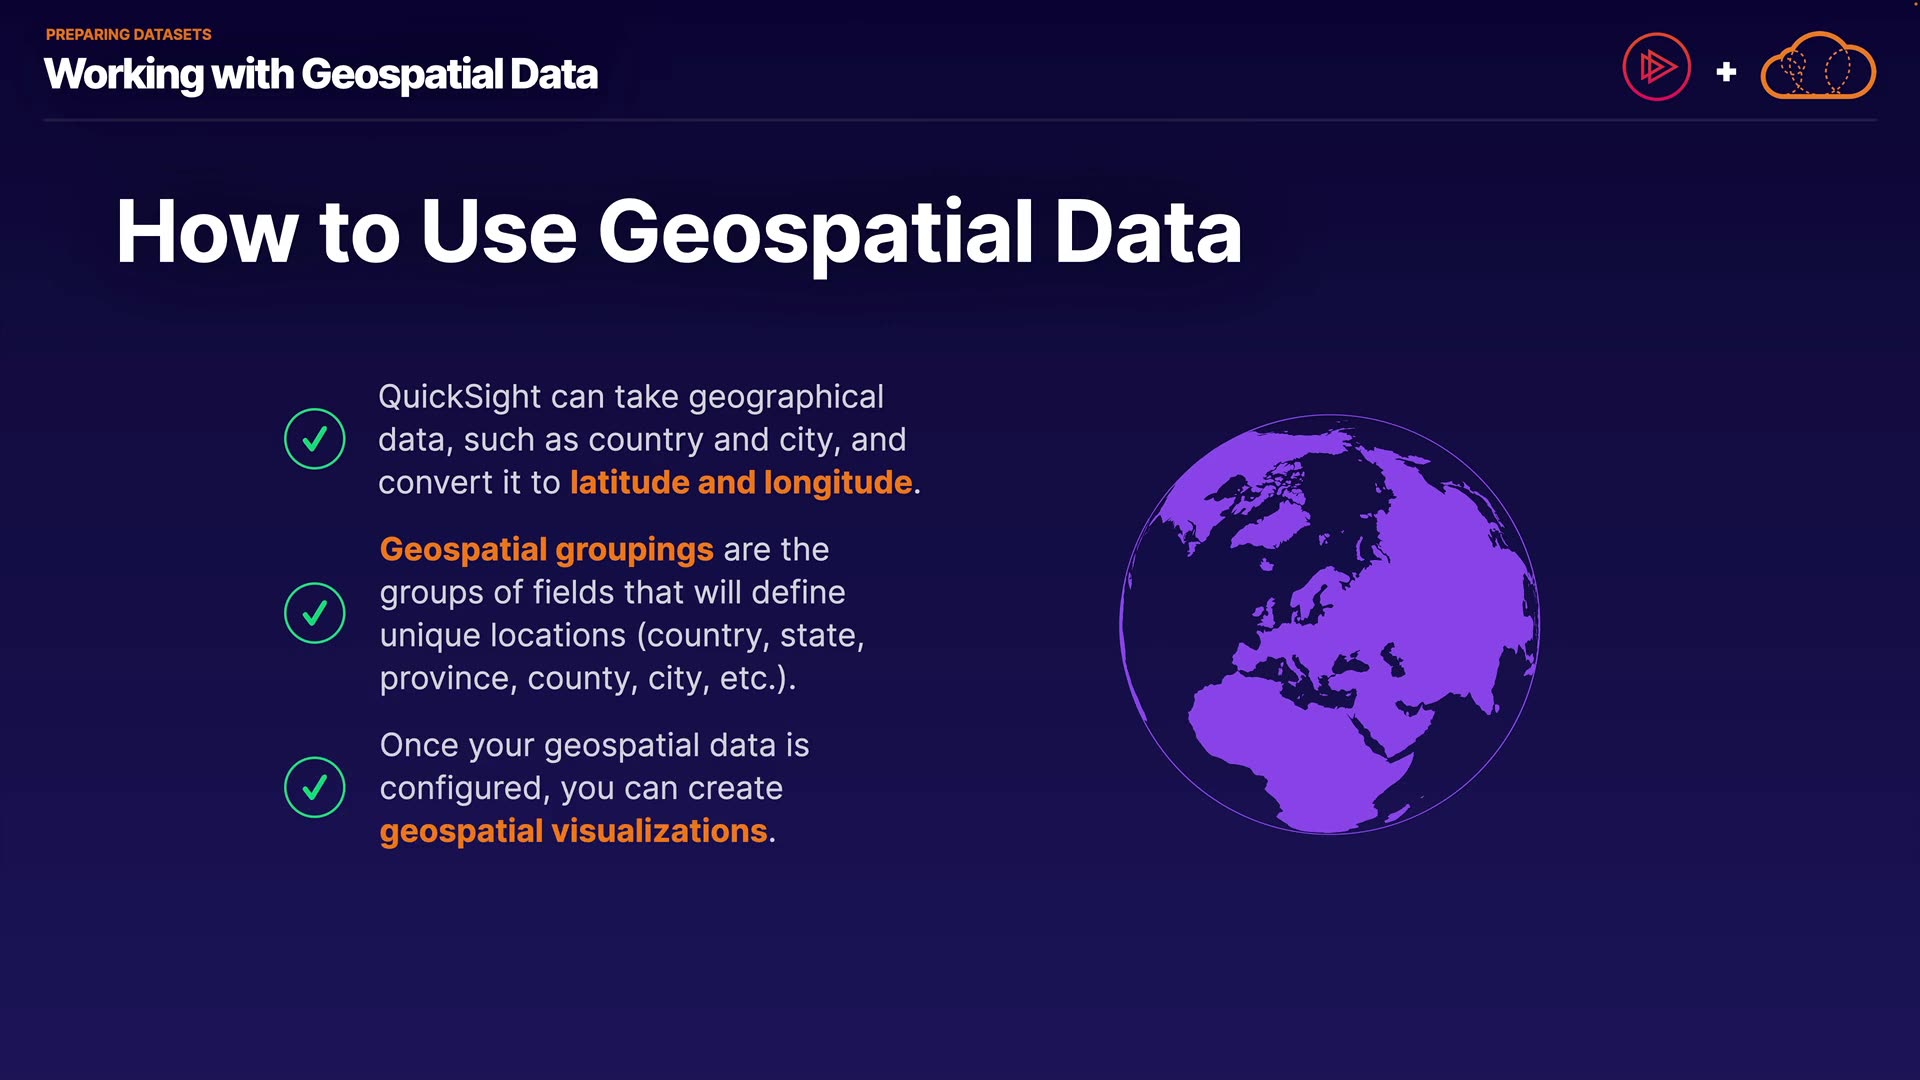 PREPARING DATASETS
Working with Geospatial Data
+
How to Use Geospatial Data
QuickSight can take geographical
data, such as country and city, and
convert it to latitude and longitude.
Geospatial groupings are the
groups of fields that will define
unique locations (country, state,
province, county, city, etc.).
Once your geospatial data is
configured, you can create
geospatial visualizations.